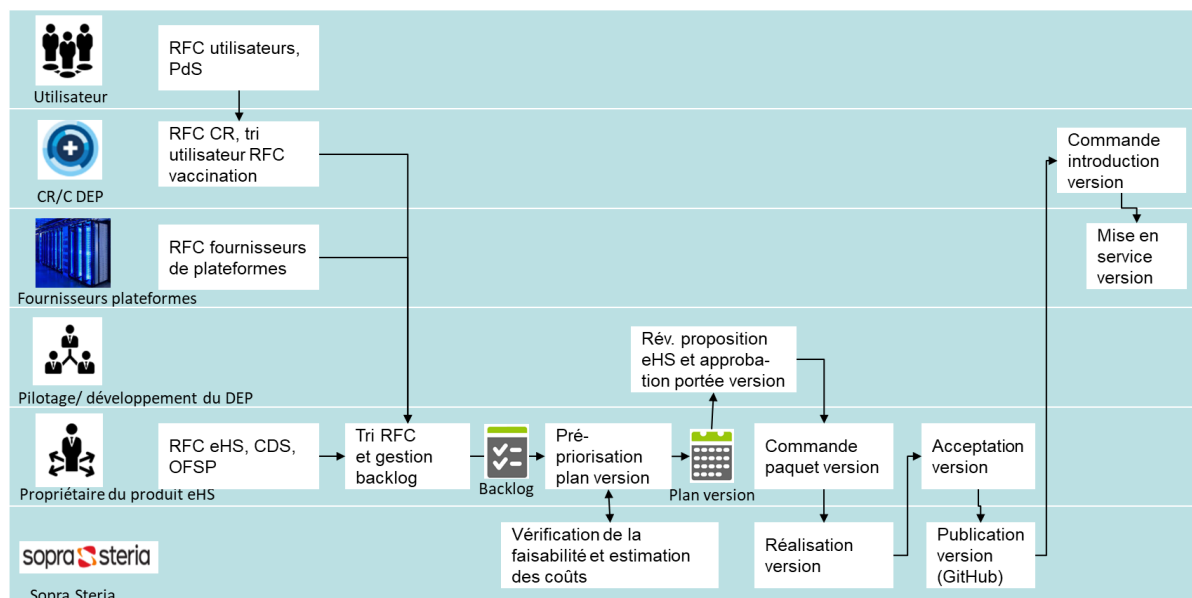 RFC utilisateurs,
PdS
Utilisateur
RFC CR, tri
utilisateur RFC
vaccination
Commande
introduction
version
CR/C DEP
RFC fournisseurs
de plateformes
Mise en
service
version
Fournisseurs plateformes
Rév. proposition
eHS et approba-
tion portée version
Pilotage/ développement du DEP
RFC eHS, CDS,
OFSP
Tri RFC
et gestion
backlog
Backlog
Pré-
priorisation
plan version
Plan version
Commande
paquet version
Acceptation
version
Propriétaire du produit eHS
sopra steria
Vérification de la
faisabilité et estimation
des coûts
Réalisation
version
Publication
version
(GitHub)
Sopra Steria